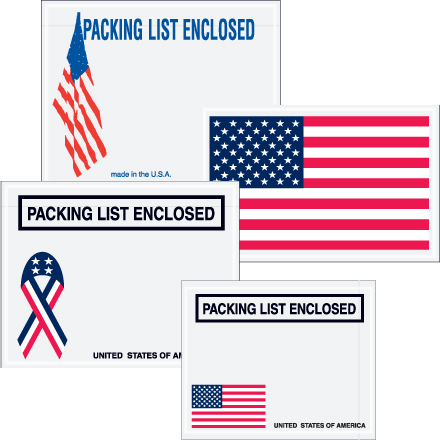 PACKING LIST ENCLOSED
made in the U.S.A.
PACKING LIST ENCLOSED
UNITED STATES OF
PACKING LIST ENCLOSED
UNITED STATES OF AMERICA